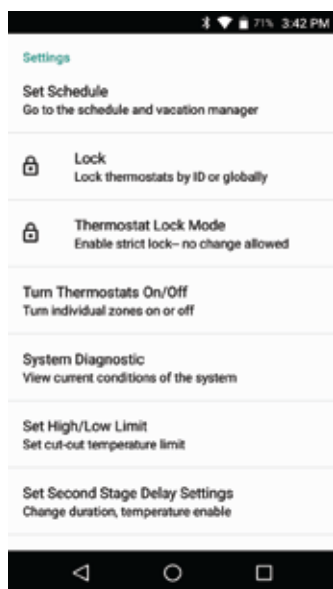 71% 3:42 PM
Settings
Set Schedule
Go to the schedule and vacation manager
Lock
Lock thermostats by ID or globally
Thermostat Lock Mode
Enable strict lock– no change allowed
Turn Thermostats On/Off
Turn individual zones on or off
System Diagnostic
View current conditions of the system
Set High/Low Limit
Set cut-out temperature limit
Set Second Stage Delay Settings
Change duration, temperature enable